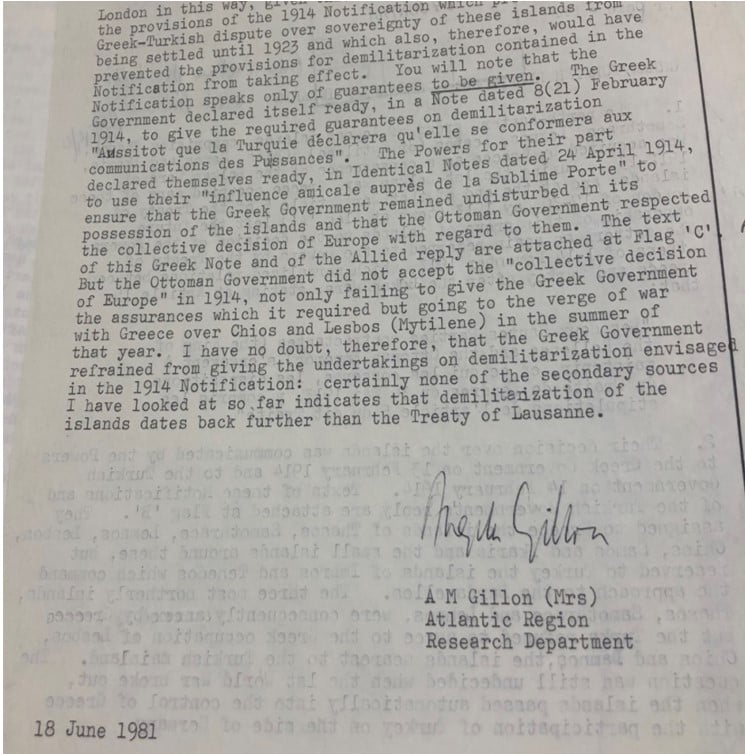 London in this way, given
the provisions of the 1914 Notification which
Greek-Turkish dispute over sovereignty of these islands from
being settled until 1923 and which also, therefore, would have
prevented the provisions for demilitarization contained in the
Notification from taking effect. You will note that the
Notification speaks only of guarantees to be given. The Greek
Government declared itself ready, in a Note dated 8(21) February
1914, to give the required guarantees on demilitarization
"Aussitot que la Turquie déclarera qu'elle se conformera aux
communications des Puissances". The Powers for their part
declared themselves ready, in Identical Notes dated 24 April 1914,
to use their "influence amicale auprès de la Sublime Porte" to
ensure that the Greek Government remained undisturbed in its
possession of the islands and that the Ottoman Government respected
the collective decision of Europe with regard to them. The text
of this Greek Note and of the Allied reply are attached at Flag 'C'.
But the Ottoman Government did not accept the "collective decision
of Europe" in 1914, not only failing to give the Greek Government
the assurances which it required but going to the verge of war
with Greece over Chios and Lesbos (Mytilene) in the summer of
that year. I have no doubt, therefore, that the Greek Government
refrained from giving the undertakings on demilitarization envisaged
in the 1914 Notification: certainly none of the secondary sources
I have looked at so far indicates that demilitarization of the
islands dates back further than the Treaty of Lausanne.
Angela Gillon
A M Gillon (Mrs)
Atlantic Region
Research Department
18 June 1981